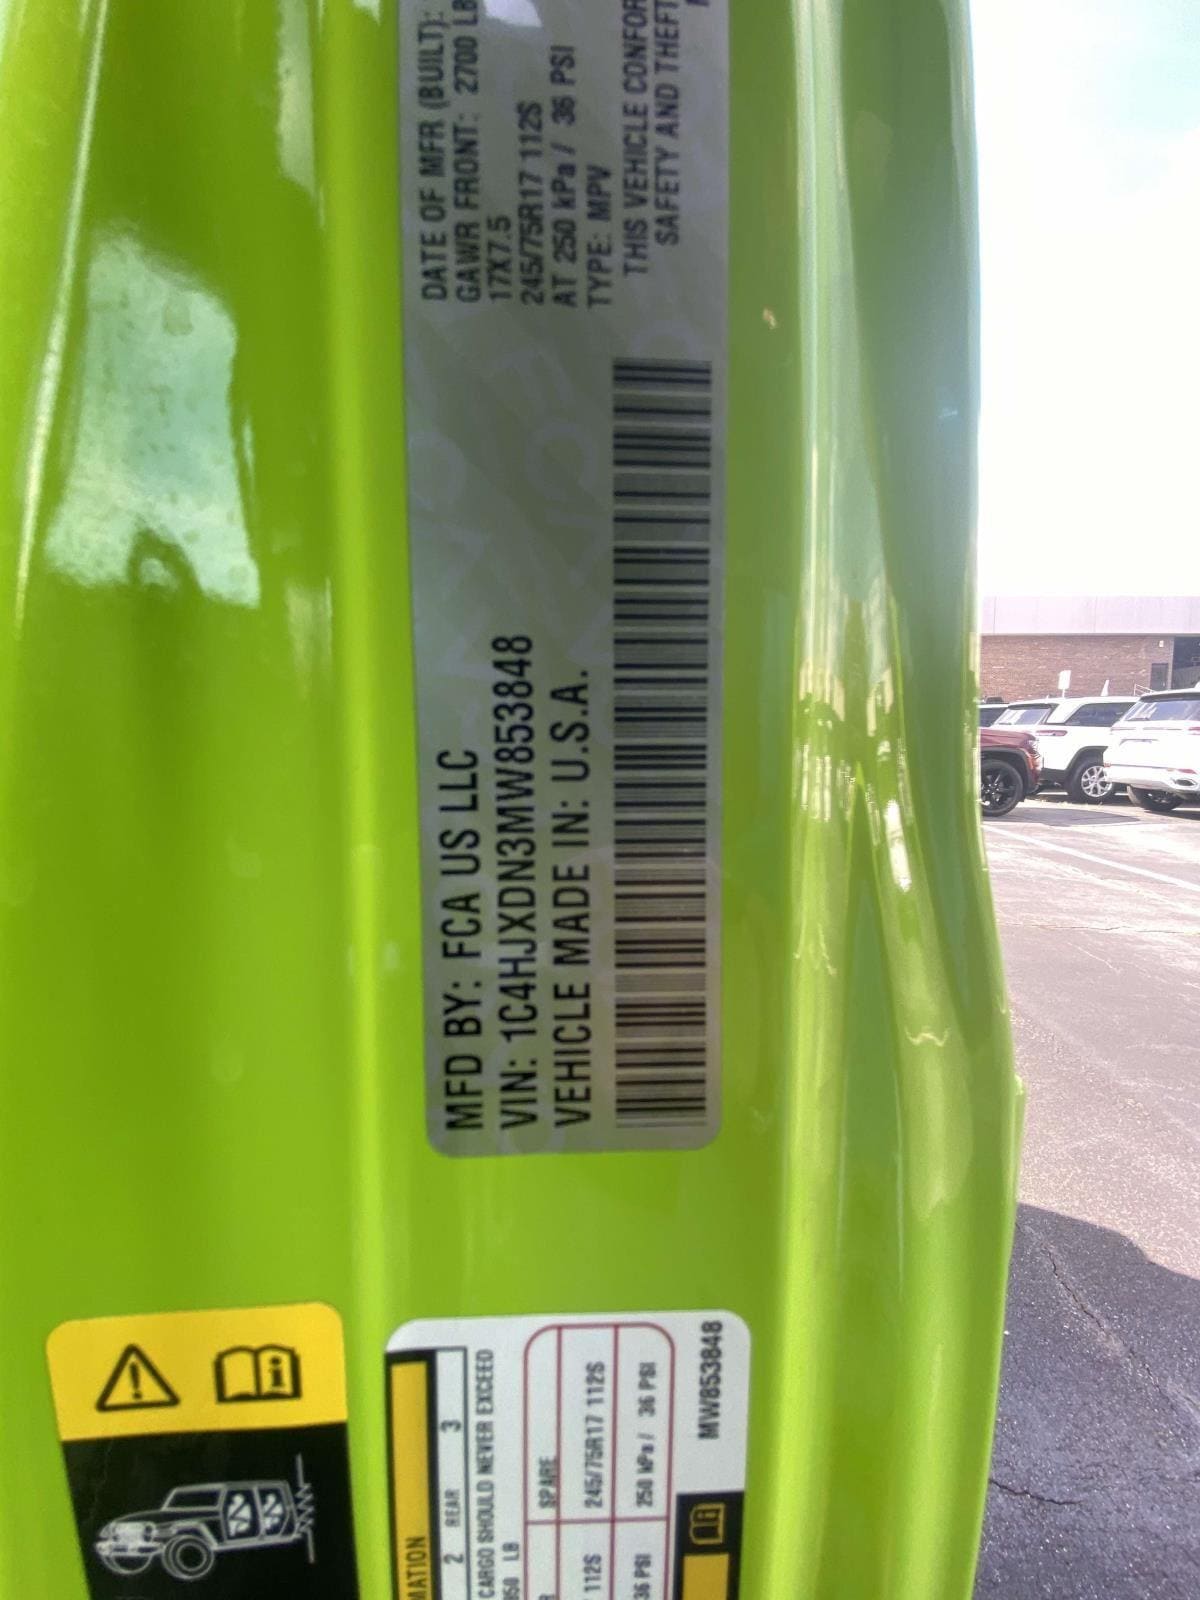 MFD BY: FCA US LLC
VIN: 1C4HJXDN3MW853848
VEHICLE MADE IN: U.S.A.
DATE OF MFR (BUILT):
GAWR FRONT: 2700 LB
17X7.5
245/75R17 112S
AT 250 kPa / 36 PSI
TYPE: MPV
THIS VEHICLE CONFOR
SAFETY AND THEFT
MATION
2 REAR 3
CARGO SHOULD NEVER EXCEED
LB
R SPARE
112S 245/75R17 112S
36 PSI 250 kPa / 36 PSI
MW853848